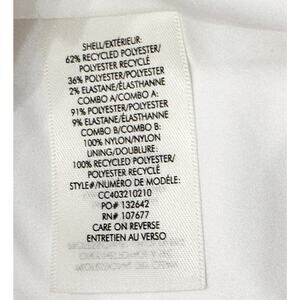 SHELL/EXTÉRIEUR:
62% RECYCLED POLYESTER/
POLYESTER RECYCLÉ
36% POLYESTER/POLYESTER
2% ELASTANE/ÉLASTHANNE
COMBO A/COMBO A:
91% POLYESTER/POLYESTER
9% ELASTANE/ÉLASTHANNE
COMBO B/COMBO B:
100% NYLON/NYLON
LINING/DOUBLURE:
100% RECYCLED POLYESTER/
POLYESTER RECYCLÉ
STYLE#/NUMÉRO DE MODÈLE:
CC403210210
PO# 132642
RN# 107677
CARE ON REVERSE
ENTRETIEN AU VERSO